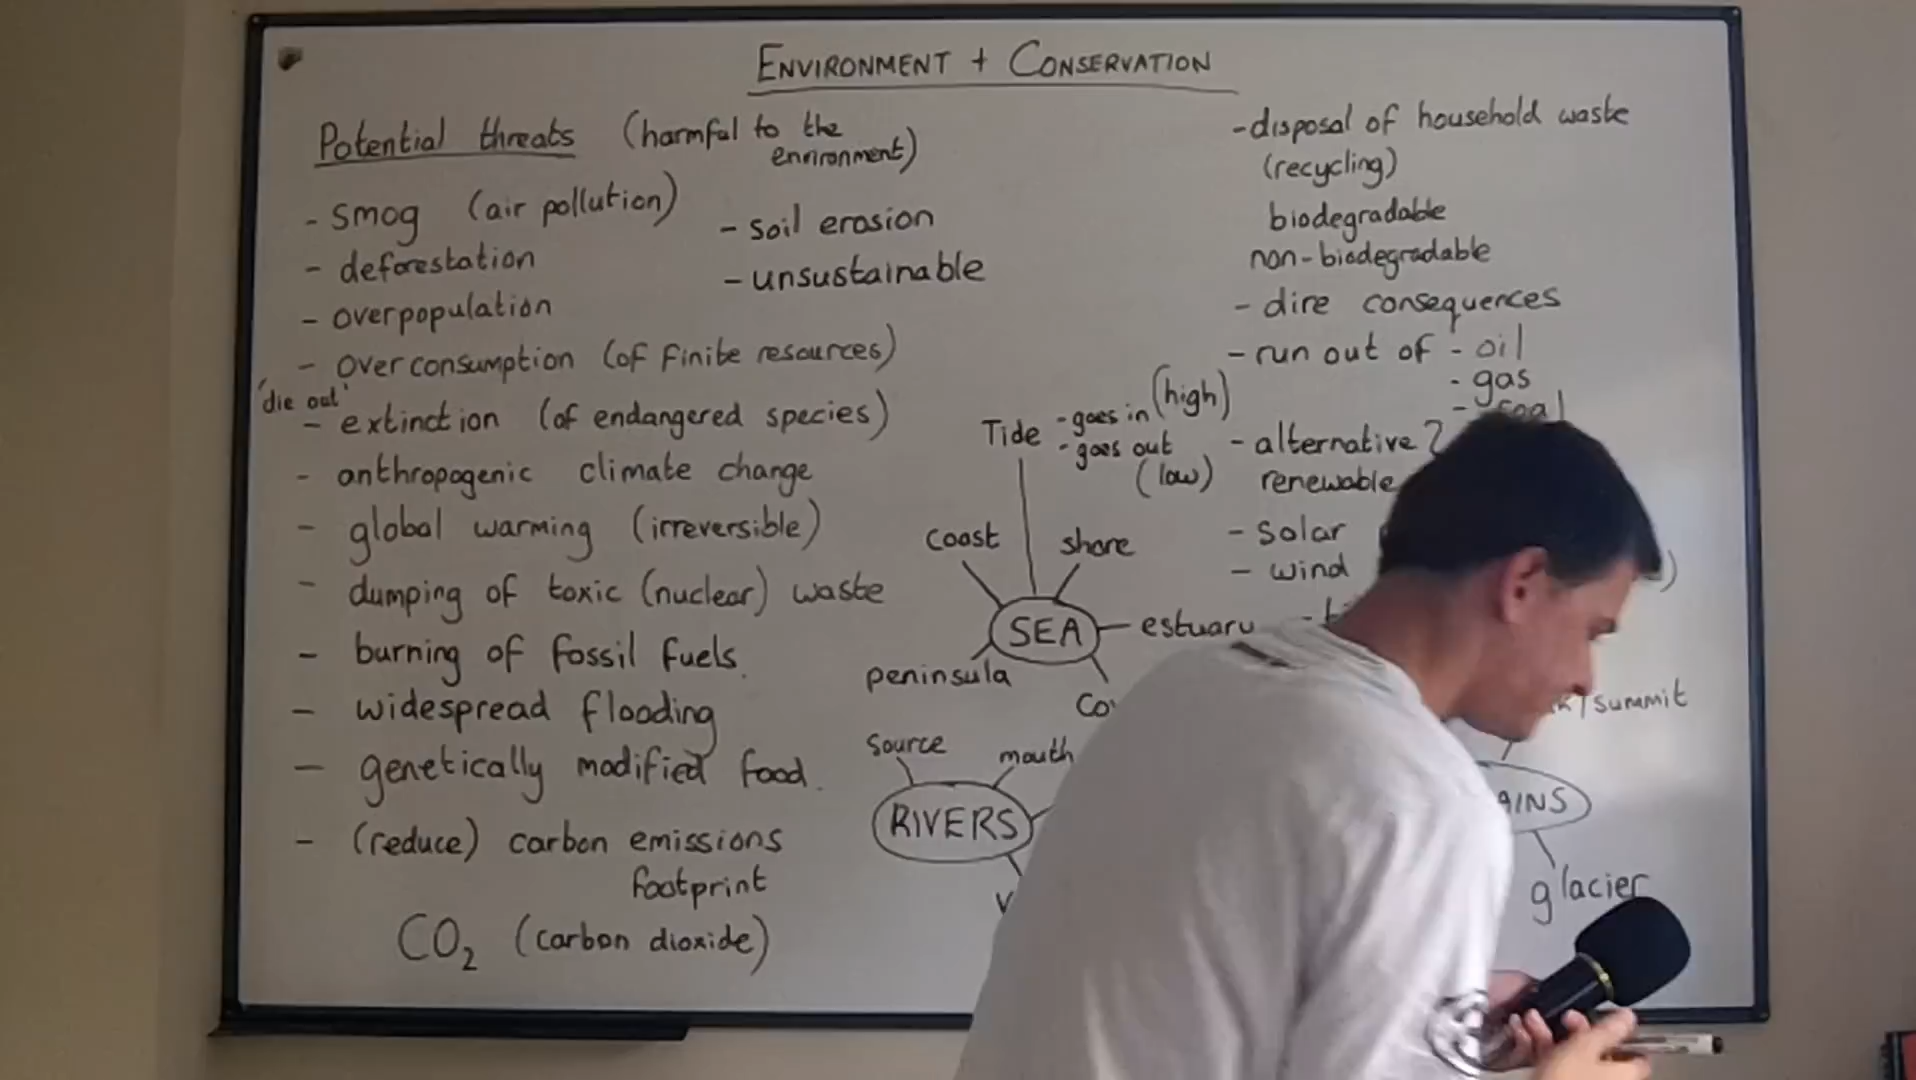 ENVIRONMENT + CONSERVATION
Potential threats (harmful to the
environment)
- smog (air pollution)
- deforestation
- overpopulation
- overconsumption (of finite resources)
'die out'
- extinction (of endangered species)
- anthropogenic climate change
- global warming (irreversible)
- dumping of toxic (nuclear) waste
- burning of fossil fuels.
- widespread flooding
- genetically modified food.
- (reduce) carbon emissions
footprint
CO₂ (carbon dioxide)
- soil erosion
- unsustainable
Tide - goes in (high)
- goes out
(low)
coast
share
SEA
estuary
peninsula
source
mouth
RIVERS
- disposal of household waste
(recycling)
biodegradable
non-biodegradable
- dire consequences
- run out of - oil
- gas
- coal
- alternative
renewable
- solar
- wind
summit
glacier